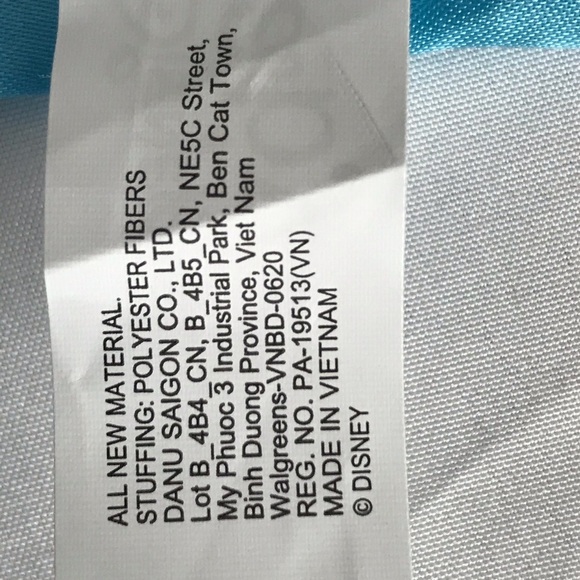 ALL NEW MATERIAL.
STUFFING: POLYESTER FIBERS
DANU SAIGON CO., LTD.
Lot B_4B4_CN, B_4B5_CN, NE5C Street,
My Phuoc 3 Industrial Park, Ben Cat Town,
Binh Duong Province, Viet Nam
Walgreens-VNBD-0620
REG. NO. PA-19513(VN)
MADE IN VIETNAM
© DISNEY